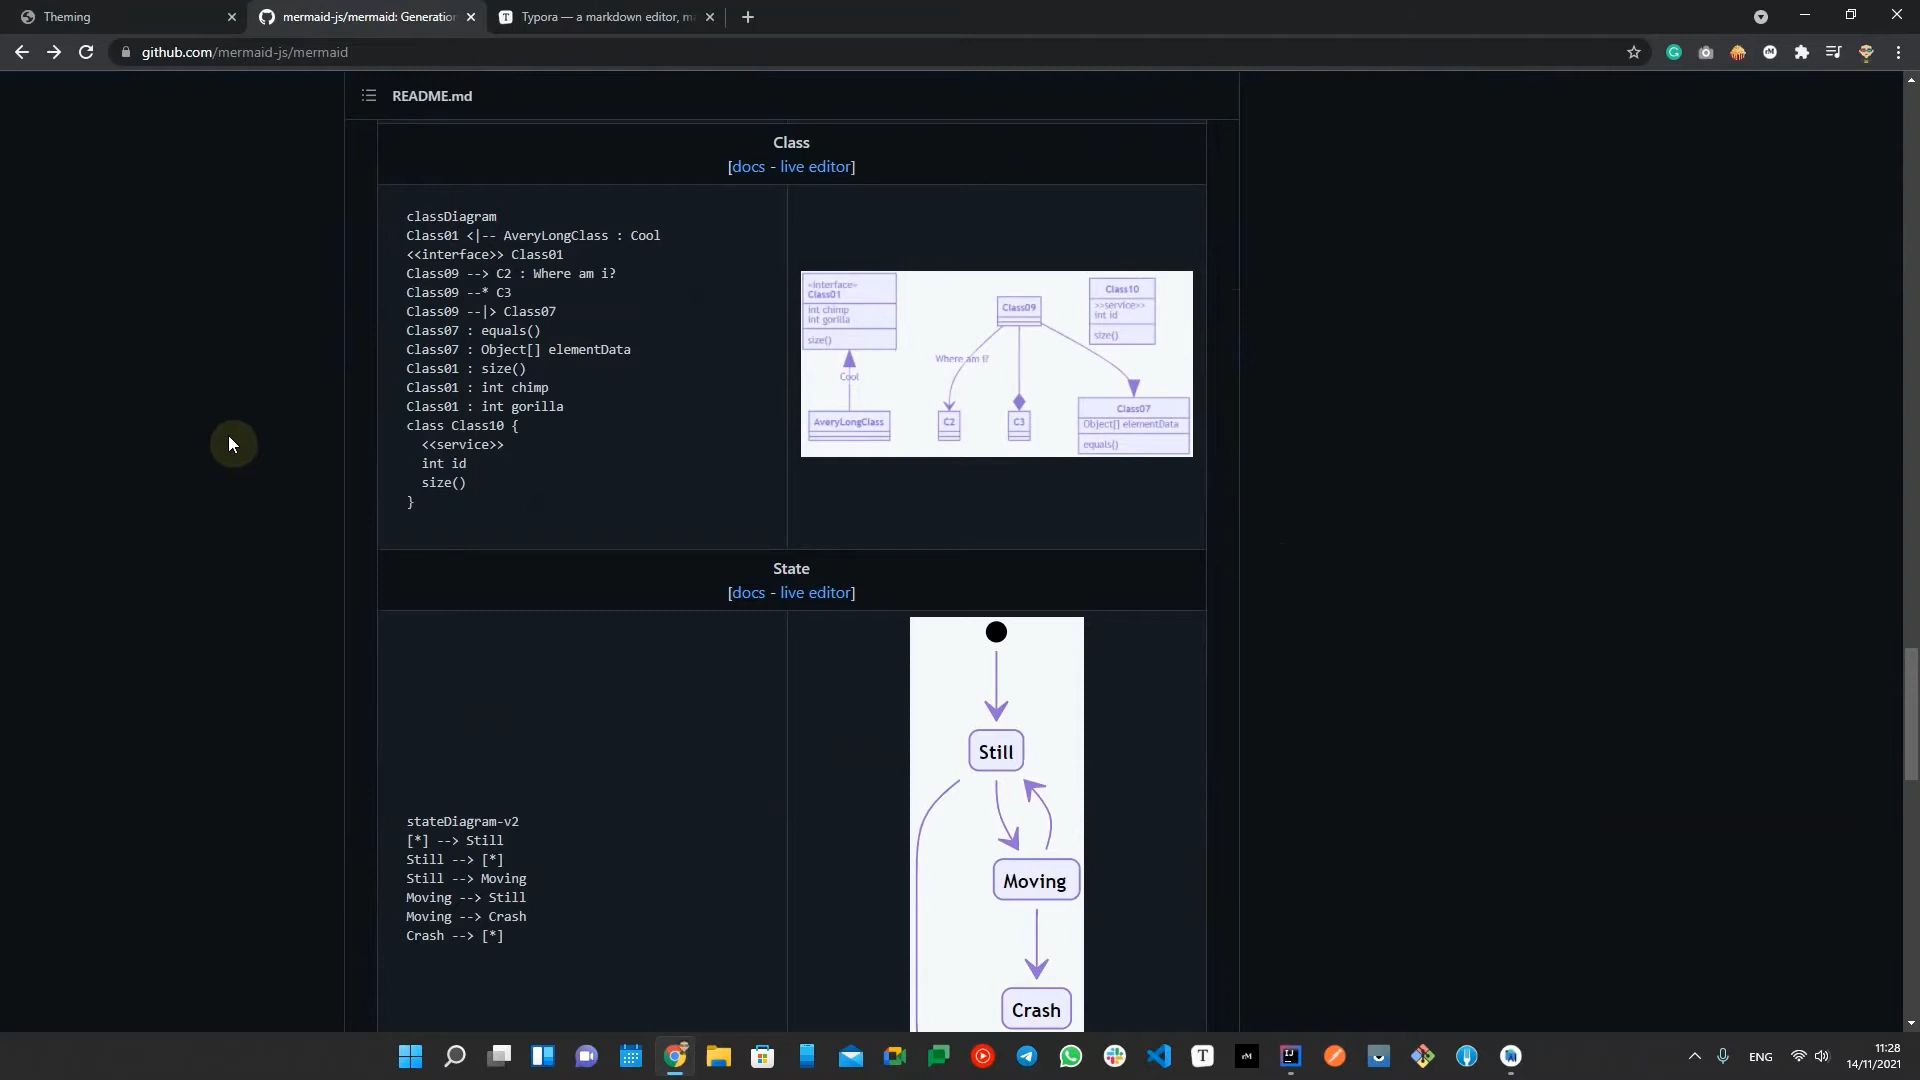 Theming
mermaid-js/mermaid: Generation
Typora — a markdown editor, m
github.com/mermaid-js/mermaid
README.md
Class
[docs - live editor]
classDiagram
Class01 <|-- AveryLongClass : Cool
<<interface>> Class01
Class09 --> C2 : Where am i?
Class09 --* C3
Class09 --|> Class07
Class07 : equals()
Class07 : Object[] elementData
Class01 : size()
Class01 : int chimp
Class01 : int gorilla
class Class10 {
<<service>>
int id
size()
}
«interface»
Class01
int chimp
int gorilla
size()
Cool
AveryLongClass
Class09
Where am i?
C2
C3
Class10
>>service>>
int id
size()
Class07
Object[] elementData
equals()
State
[docs - live editor]
stateDiagram-v2
[*] --> Still
Still --> [*]
Still --> Moving
Moving --> Still
Moving --> Crash
Crash --> [*]
Still
Moving
Crash
ENG
11:28
14/11/2021